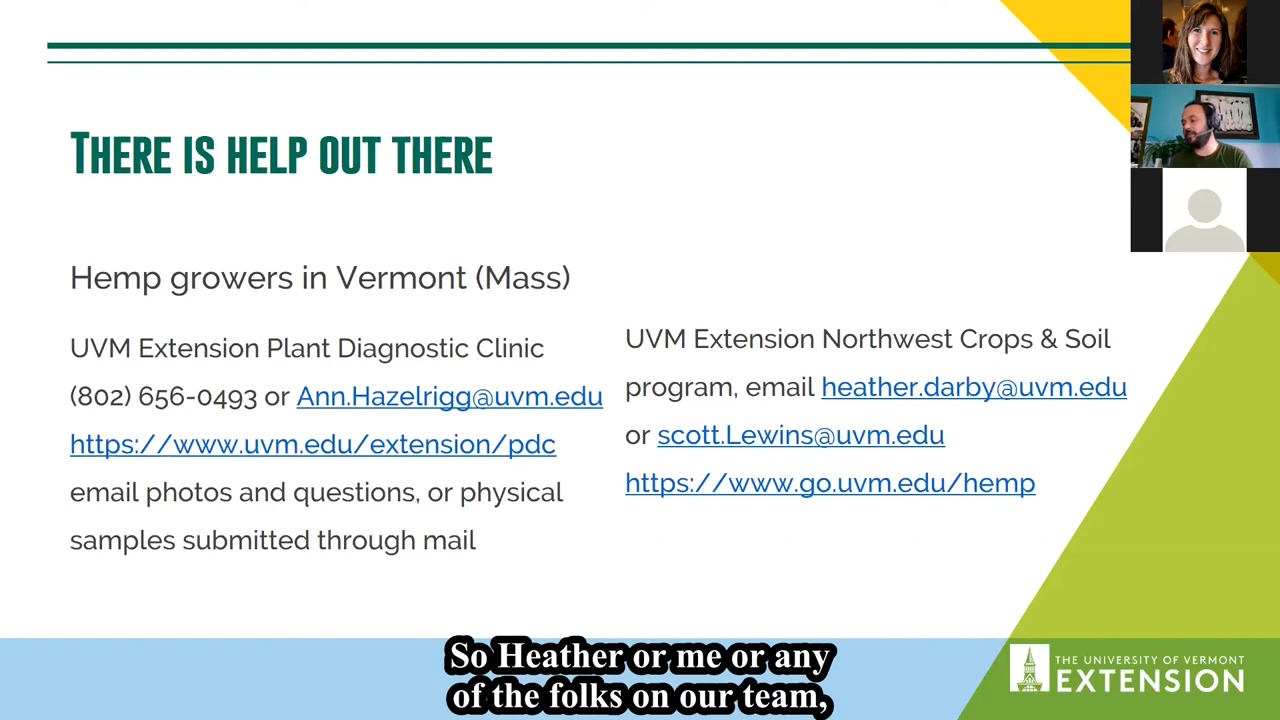 THERE IS HELP OUT THERE
Hemp growers in Vermont (Mass)
UVM Extension Plant Diagnostic Clinic
(802) 656-0493 or Ann.Hazelrigg@uvm.edu
https://www.uvm.edu/extension/pdc
email photos and questions, or physical
samples submitted through mail
UVM Extension Northwest Crops & Soil
program, email heather.darby@uvm.edu
or scott.Lewins@uvm.edu
https://www.go.uvm.edu/hemp
So Heather or me or any
of the folks on our team,
THE UNIVERSITY OF VERMONT
EXTENSION